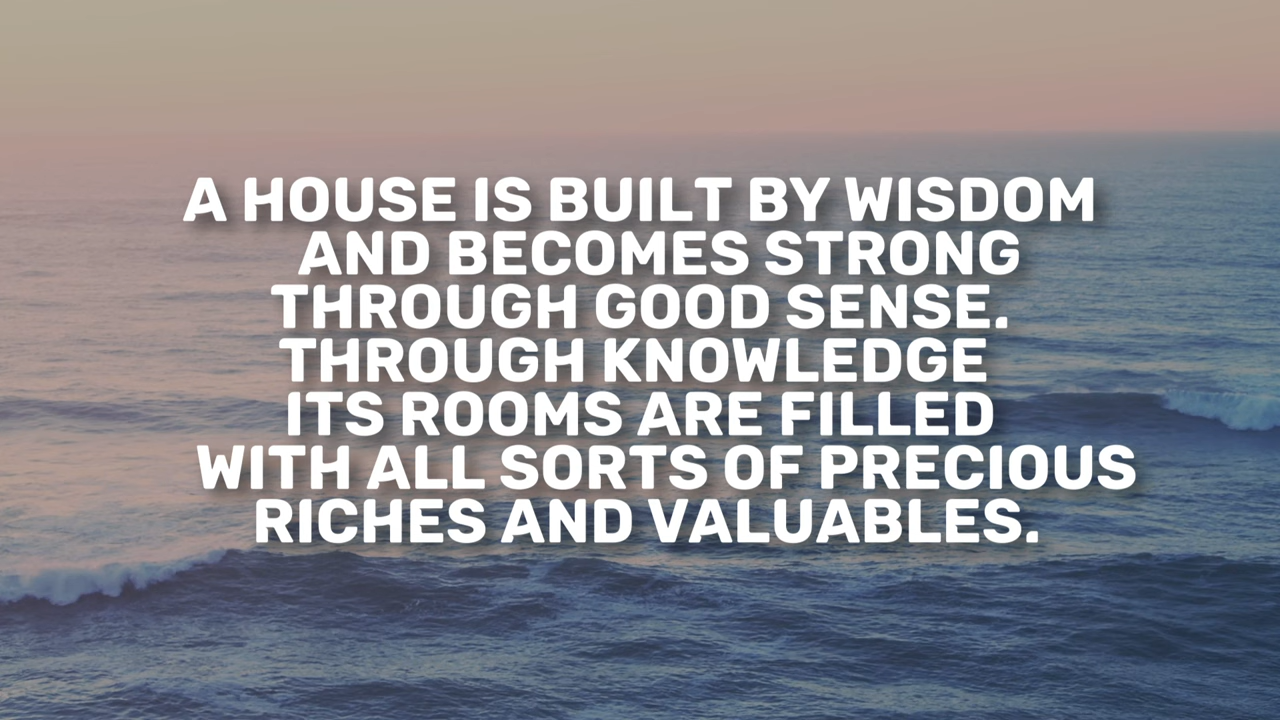 A HOUSE IS BUILT BY WISDOM
AND BECOMES STRONG
THROUGH GOOD SENSE.
THROUGH KNOWLEDGE
ITS ROOMS ARE FILLED
WITH ALL SORTS OF PRECIOUS
RICHES AND VALUABLES.